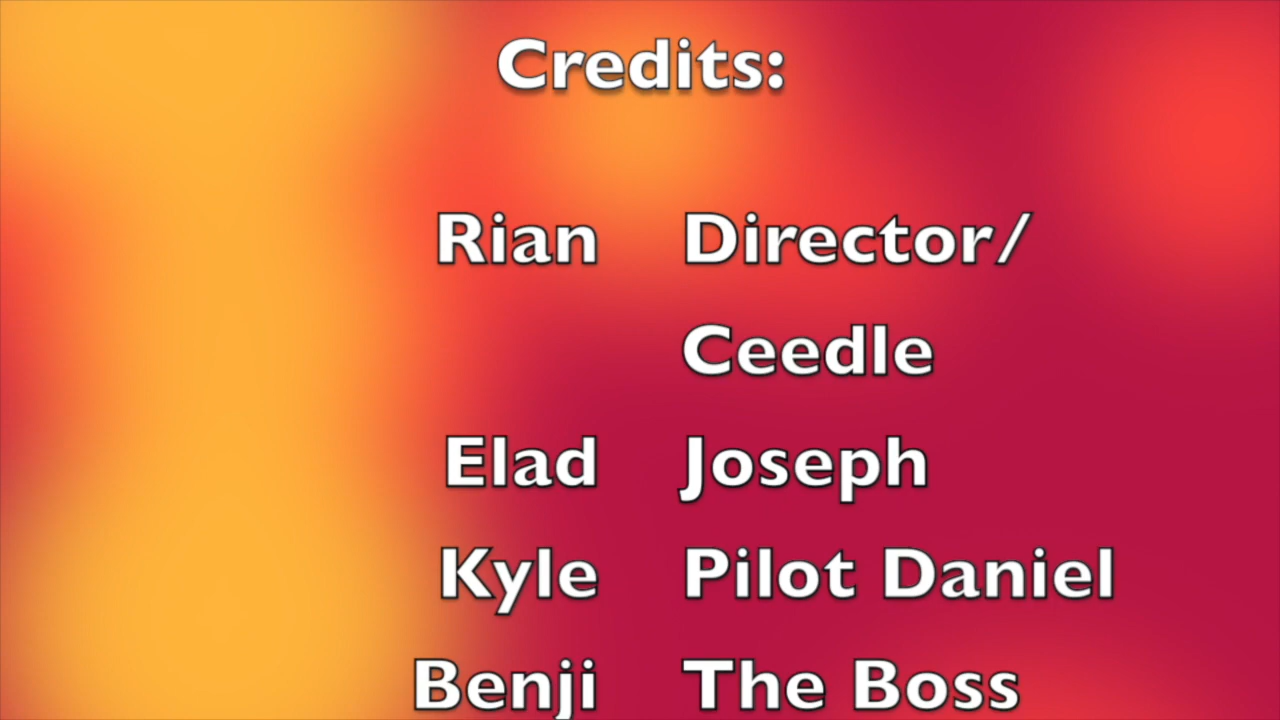 Credits:
Rian Director/
Ceedle
Elad Joseph
Kyle Pilot Daniel
Benji The Boss